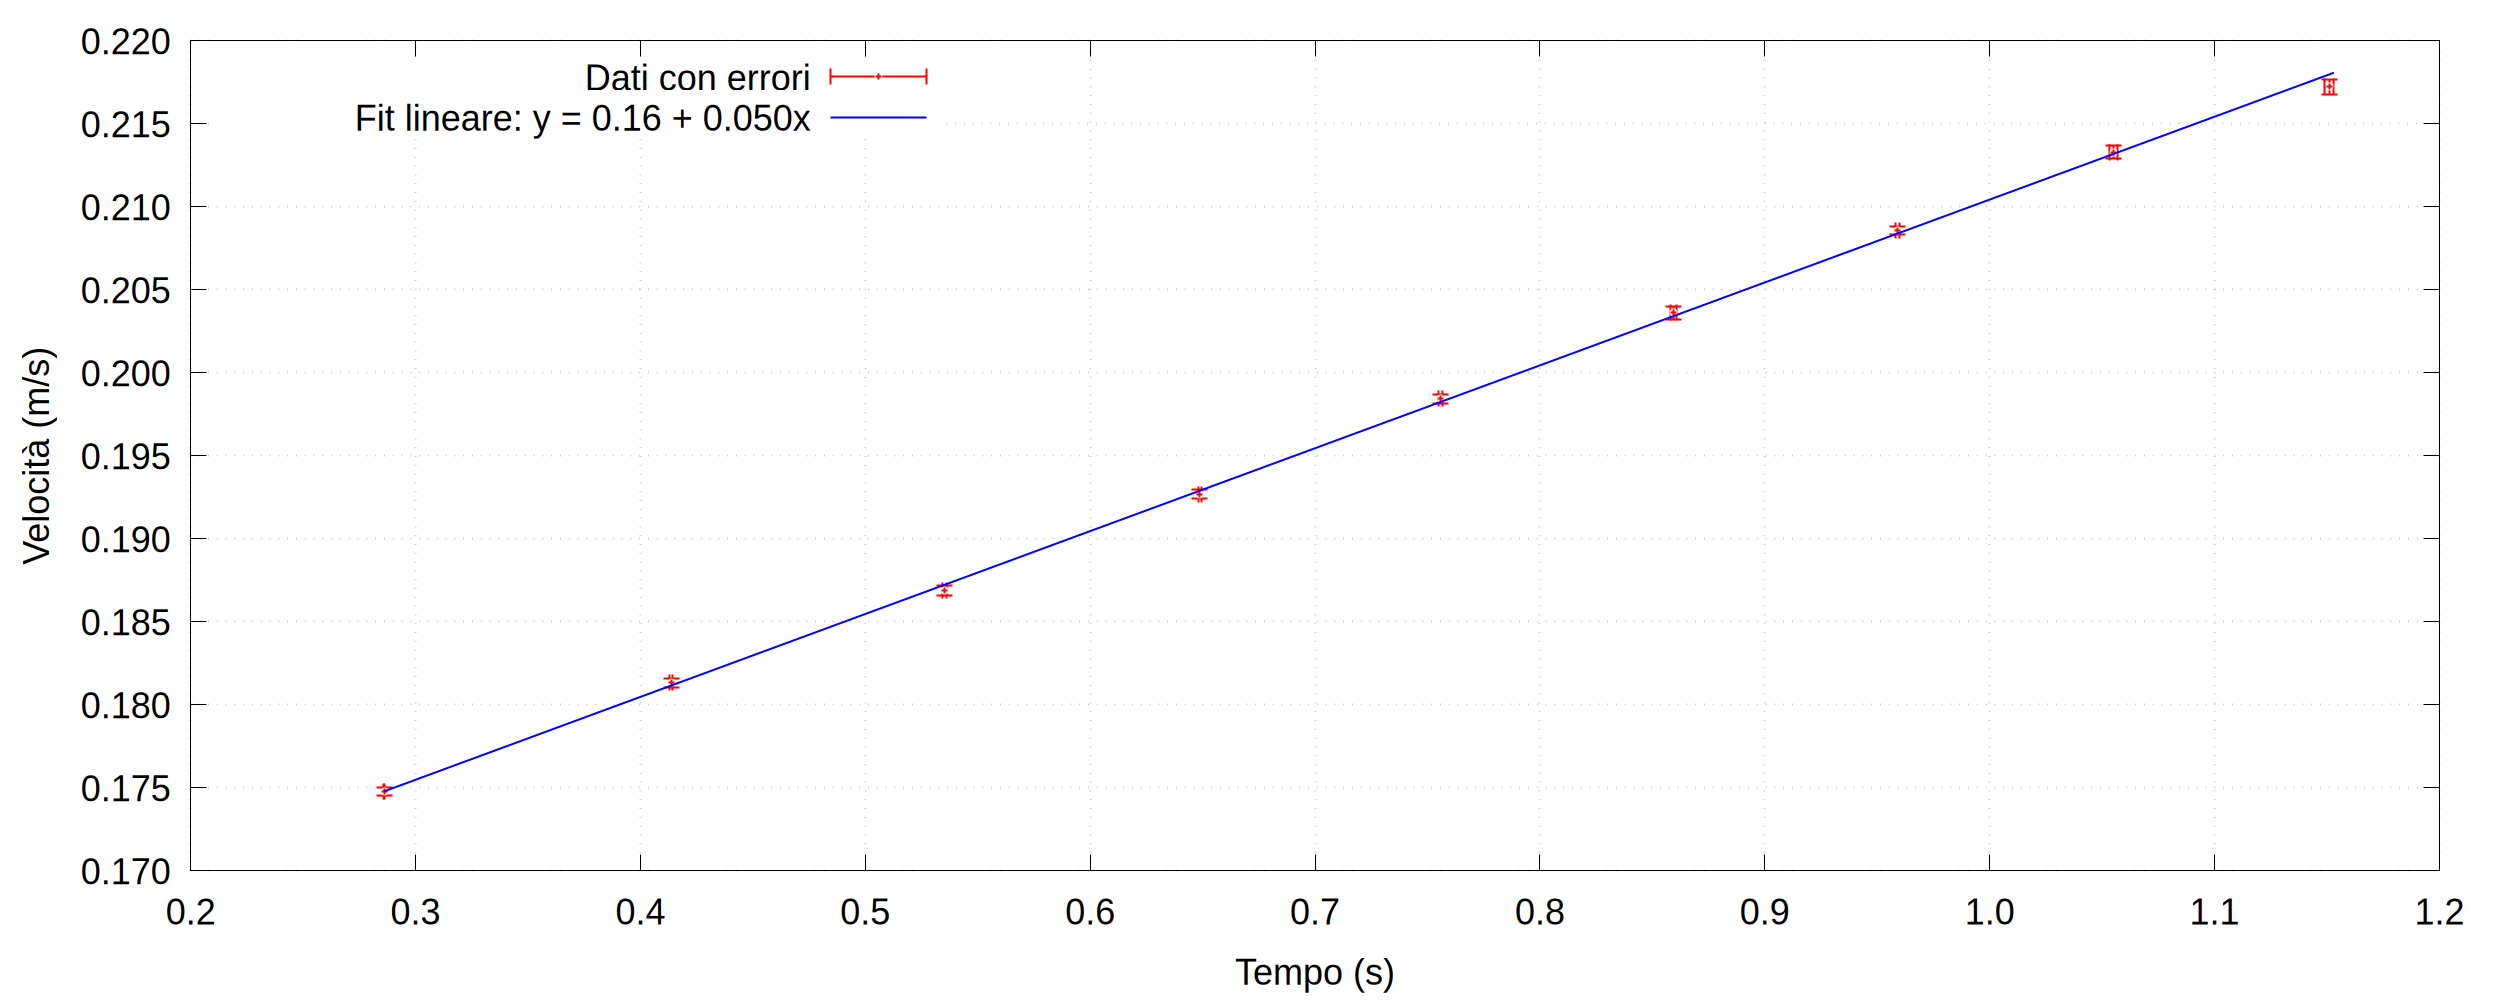 Dati con errori
Fit lineare: y = 0.16 + 0.050x
0.220
0.215
0.210
0.205
0.200
0.195
0.190
0.185
0.180
0.175
0.170
Velocità (m/s)
0.2 0.3 0.4 0.5 0.6 0.7 0.8 0.9 1.0 1.1 1.2
Tempo (s)